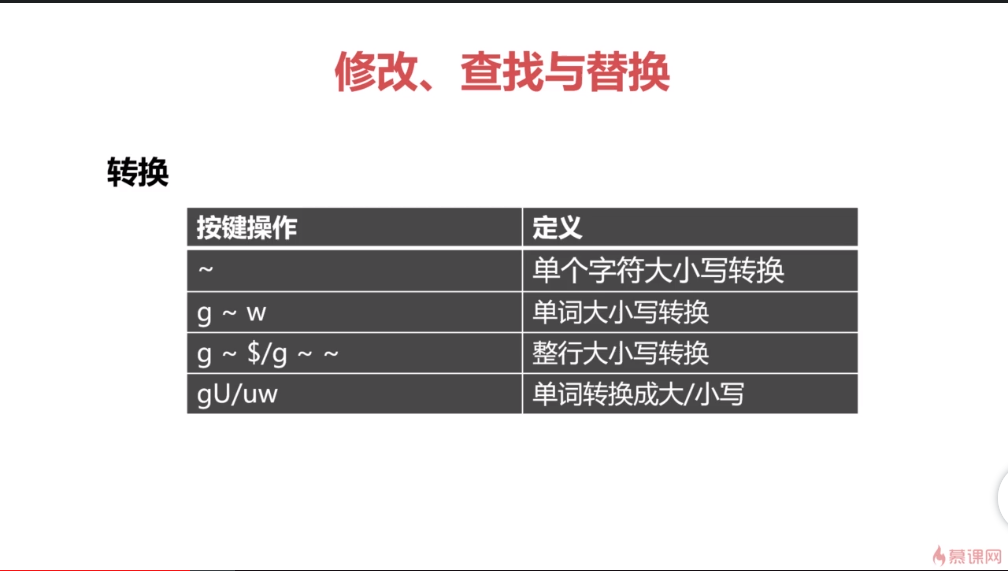 修改、查找与替换
转换
按键操作 定义
~ 单个字符大小写转换
g ~ w 单词大小写转换
g ~ $/g ~ ~ 整行大小写转换
gU/uw 单词转换成大/小写
慕课网